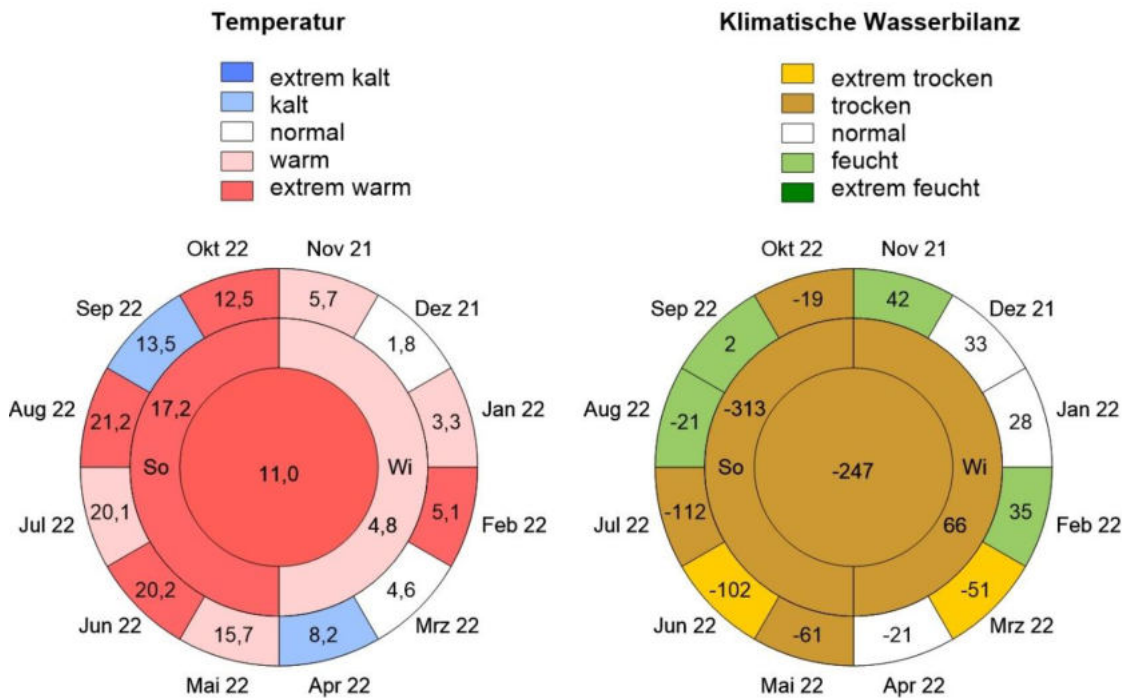 Temperatur
extrem kalt
kalt
normal
warm
extrem warm
Okt 22 Nov 21
Sep 22 12,5 5,7 Dez 21
13,5 1,8
Aug 22 21,2 17,2 3,3 Jan 22
So 11,0 Wi
Jul 22 20,1 4,8 5,1 Feb 22
20,2 4,6
Jun 22 15,7 8,2 Mrz 22
Mai 22 Apr 22
Klimatische Wasserbilanz
extrem trocken
trocken
normal
feucht
extrem feucht
Okt 22 Nov 21
Sep 22 -19 42 Dez 21
2 33
Aug 22 -21 -313 28 Jan 22
So -247 Wi
Jul 22 -112 66 35 Feb 22
-102 -51
Jun 22 -61 -21 Mrz 22
Mai 22 Apr 22